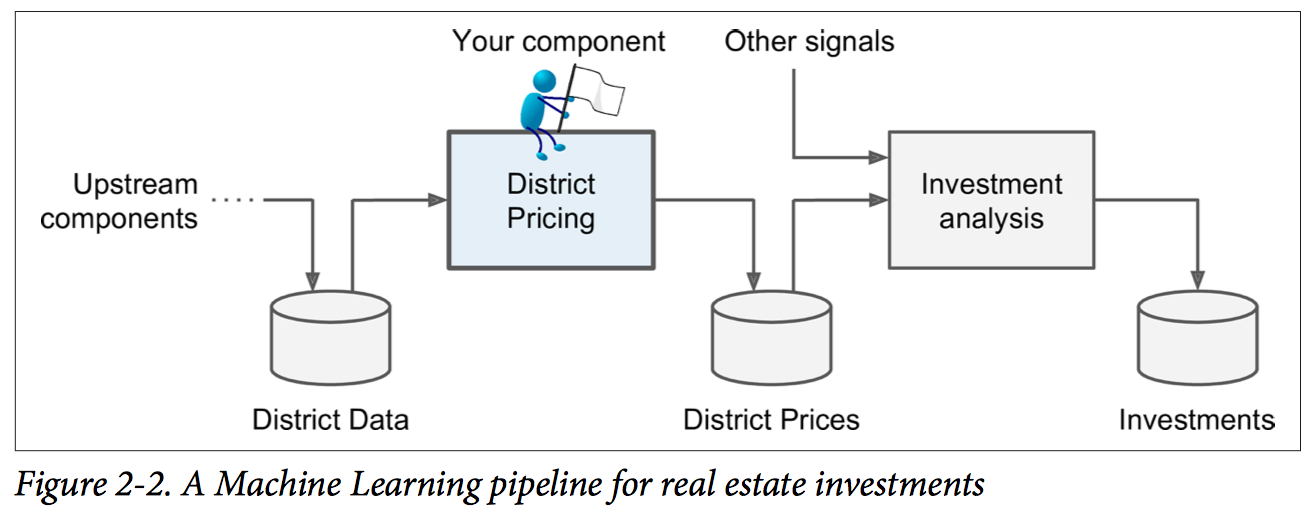 Your component
Other signals
Upstream
components
District
Pricing
Investment
analysis
District Data
District Prices
Investments
Figure 2-2. A Machine Learning pipeline for real estate investments